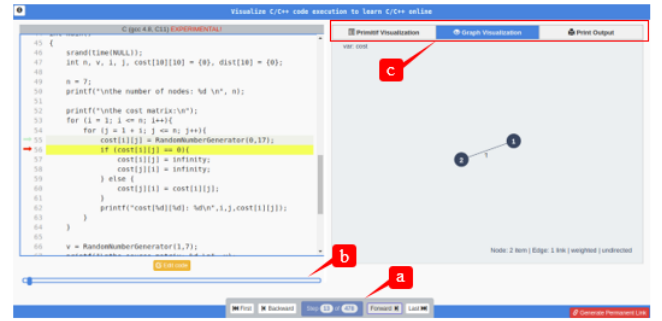 Visualize C/C++ code execution to learn C/C++ online
C (gcc 4.8, C11) EXPERIMENTAL!
45 {
46 srand(time(NULL));
47 int n, v, i, j, cost[10][10] = {0}, dist[10] = {0};
48
49 n = 7;
50 printf("\nthe number of nodes: %d \n", n);
51
52 printf("\nthe cost matrix:\n");
53 for (i = 1; i <= n; i++){
54 for (j = 1 + i; j <= n; j++){
55 cost[i][j] = RandomNumberGenerator(0,17);
56 if (cost[i][j] == 0){
57 cost[i][j] = infinity;
58 cost[j][i] = infinity;
59 } else {
60 cost[j][i] = cost[i][j];
61 }
62 printf("cost[%d][%d]: %d\n",i,j,cost[i][j]);
63 }
64 }
65
66 v = RandomNumberGenerator(1,7);
Edit code
b
a
First
Backward
Step
of 476
Forward
Last
Primitif Visualization
Graph Visualization
Print Output
c
var: cost
1
2
Node: 2 item | Edge: 1 link | weighted | undirected
Generate Permanent Link